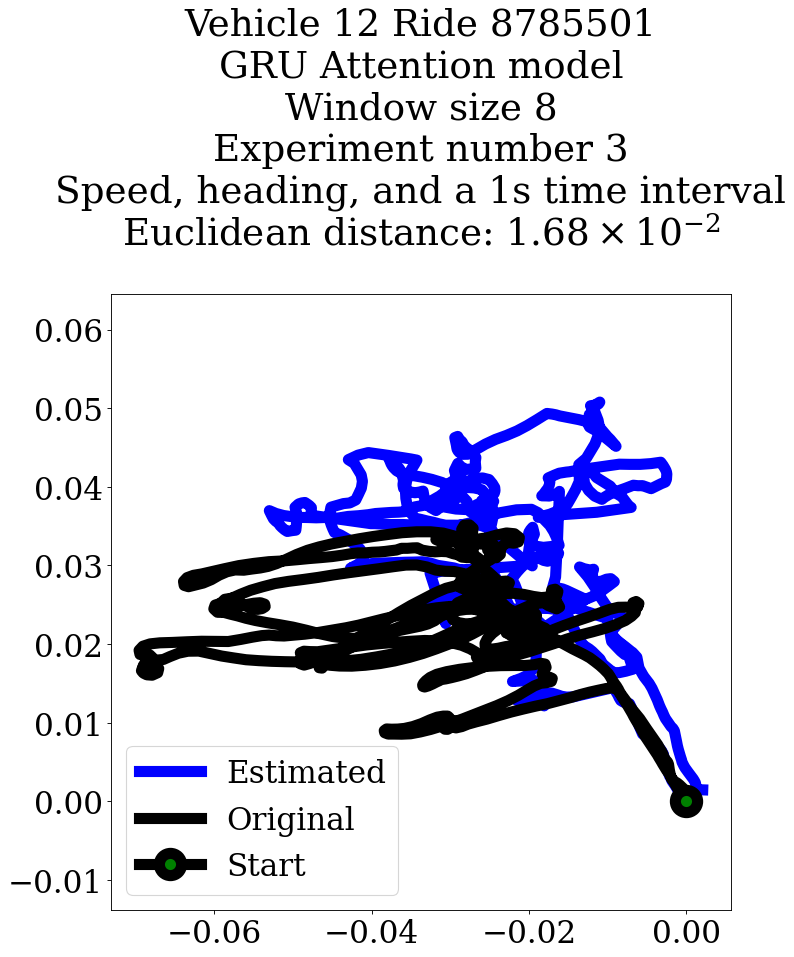 Vehicle 12 Ride 8785501
GRU Attention model
Window size 8
Experiment number 3
Speed, heading, and a 1s time interval
Euclidean distance: 1.68 × 10⁻²
0.06
0.05
0.04
0.03
0.02
0.01
0.00
−0.01
Estimated
Original
Start
−0.06
−0.04
−0.02
0.00